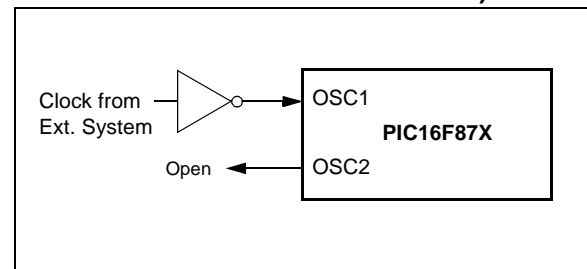 Clock from
Ext. System
OSC1
PIC16F87X
Open
OSC2